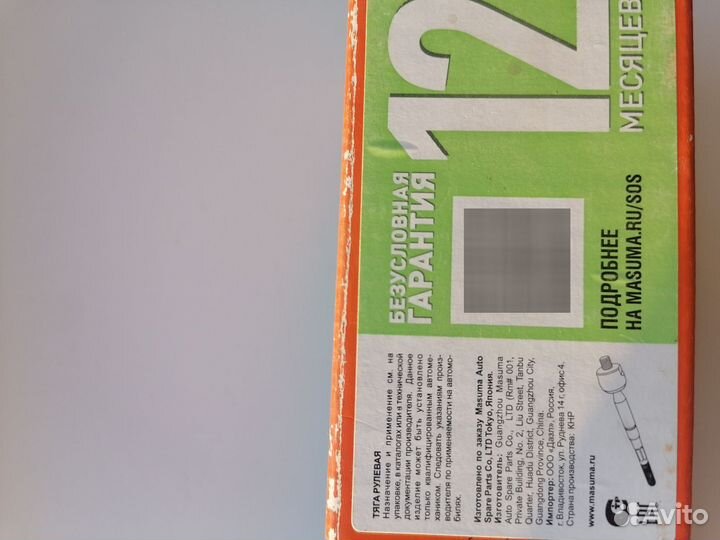 БЕЗУСЛОВНАЯ
ГАРАНТИЯ
12
МЕСЯЦЕВ
ПОДРОБНЕЕ
НА MASUMA.RU/SOS
ТЯГА РУЛЕВАЯ
Назначение и применение см. на
упаковке, в каталогах или в технической
документации производителя. Данное
изделие может быть установлено
только квалифицированным автоме-
хаником. Следовать указаниям произ-
водителя по применяемости на автомо-
билях.
Изготовлено по заказу Masuma Auto
Spare Parts Co, LTD Tokyo, Япония.
Изготовитель: Guangzhou Masuma
Auto Spare Parts Co., LTD (Rm# 001,
Private Building, No. 2, Liu Street, Tanbu
Quarter, Huadu District, Guangzhou City,
Guangdong Province, China.
Импортер: ООО «Дазл», Россия,
г. Владивосток, ул. Руднева 14 г, офис 4.
Страна производства: КНР
www.masuma.ru
Avito